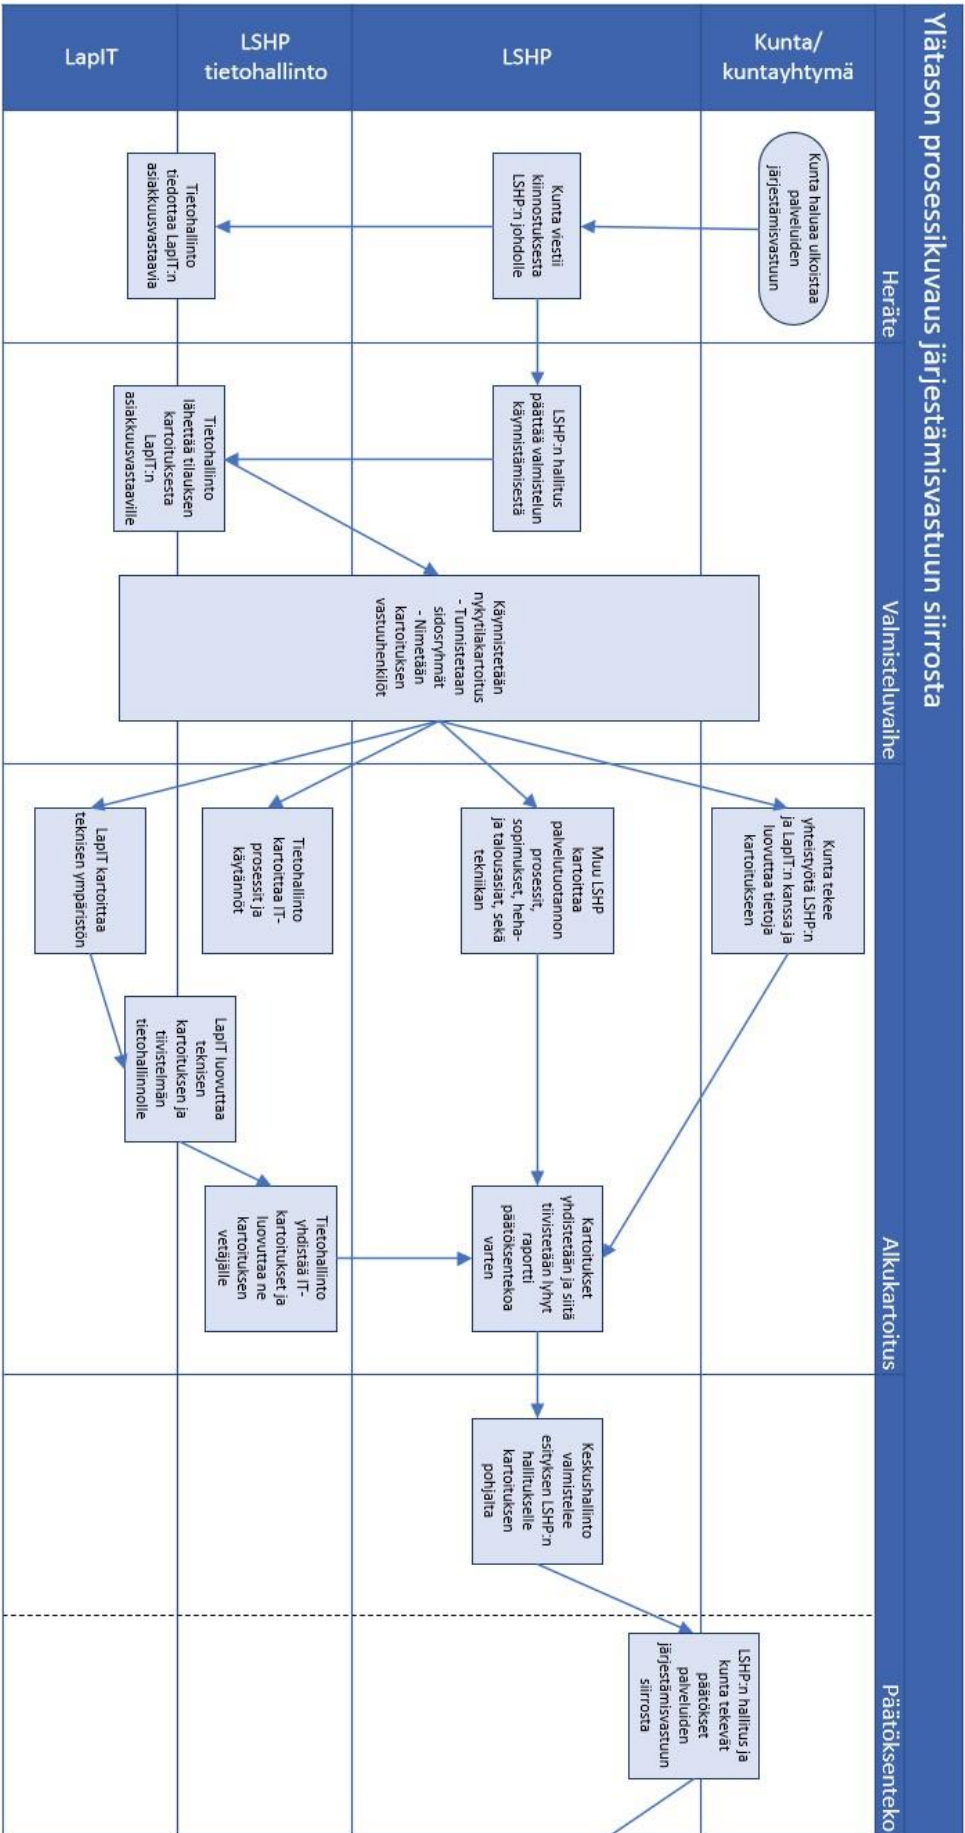 Ylätason prosessikuvaus järjestämisvastuun siirrosta
Heräte
Valmisteluvaihe
Alkukartoitus
Päätöksenteko
Kunta/
kuntayhtymä
Kunta haluaa ulkoistaa
palveluiden
järjestämisvastuun
Kunta tekee
yhteistyötä LSHP:n
ja LapIT:n kanssa ja
luovuttaa tietoja
kartoitukseen
LSHP:n hallitus ja
kunta tekevät
päätökset
palveluiden
järjestämisvastuun
siirrosta
LSHP
Kunta viestii
kiinnostuksesta
LSHP:n johdolle
LSHP:n hallitus
päättää valmistelun
käynnistämisestä
Käynnistetään
nykytilakartoitus
- Tunnistetaan
sidosryhmät
- Nimetään
kartoituksen
vastuuhenkilöt
Muu LSHP
kartoittaa
palvelutuotannon
prosessit,
sopimukset, heha-
ja talousasiat, sekä
tekniikan
Kartoitukset
yhdistetään ja siitä
tiivistetään lyhyt
raportti
päätöksentekoa
varten
Keskushallinto
valmistelee
esityksen LSHP:n
hallitukselle
kartoituksen
pohjalta
LSHP
tietohallinto
Tietohallinto
tiedottaa LapIT:n
asiakkuusvastaavia
Tietohallinto
lähettää tilauksen
kartoituksesta
LapIT:n
asiakkuusvastaaville
Tietohallinto
kartoittaa IT-
prosessit ja
käytännöt
LapIT luovuttaa
teknisen
kartoituksen ja
tiivistelmän
tietohallinnolle
Tietohallinto
yhdistää IT-
kartoitukset ja
luovuttaa ne
kartoituksen
vetäjälle
LapIT
LapIT kartoittaa
teknisen ympäristön